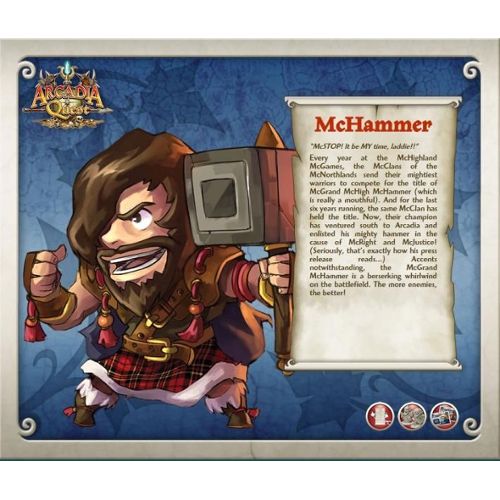 ARCADIA
Quest
McHammer
"McSTOP! It be MY time, laddie!!"
Every year at the McHighland
McGames, the McClans of the
McNorthlands send their mightiest
warriors to compete for the title of
McGrand McHigh McHammer (which
is really a mouthful). And for the last
six years running, the same McClan has
held the title. Now, their champion
has ventured south to Arcadia and
enlisted his mighty hammer in the
cause of McRight and McJustice!
(Seriously, that's exactly how his press
release reads...) Accents
notwithstanding, the McGrand
McHammer is a berserking whirlwind
on the battlefield. The more enemies,
the better!